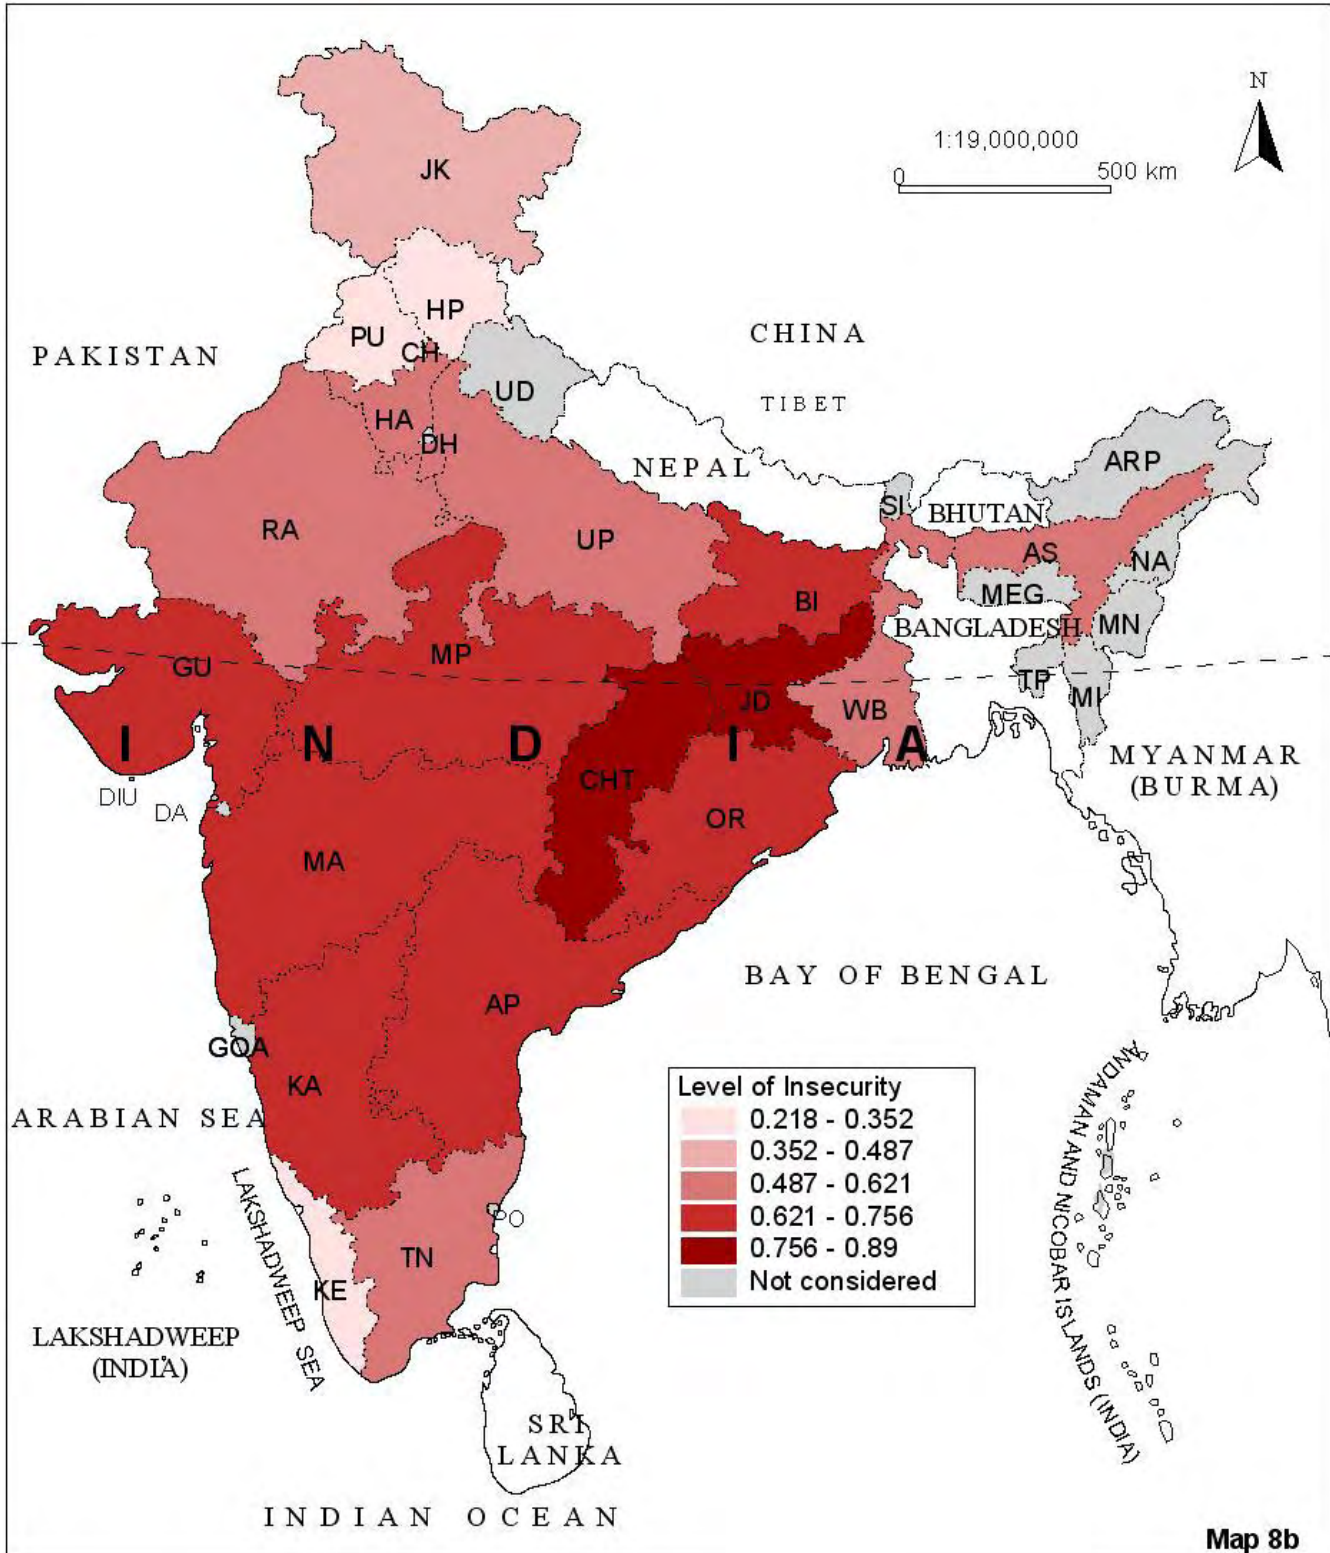 N
1:19,000,000
0 500 km
JK
HP
PU
CH
CHINA
PAKISTAN
UD
TIBET
HA
DH
NEPAL
ARP
SI
BHUTAN
RA
UP
AS
NA
MEG
BI
BANGLADESH
MN
MP
GU
TP
MI
JD
WB
I N D I A
MYANMAR
(BURMA)
CHT
DIU
DA
OR
MA
BAY OF BENGAL
AP
GOA
KA
ARABIAN SEA
Level of Insecurity
0.218 - 0.352
0.352 - 0.487
0.487 - 0.621
0.621 - 0.756
0.756 - 0.89
Not considered
ANDAMAN AND NICOBAR ISLANDS (INDIA)
LAKSHADWEEP SEA
PO
TN
KE
LAKSHADWEEP
(INDIA)
SRI
LANKA
INDIAN OCEAN
Map 8b